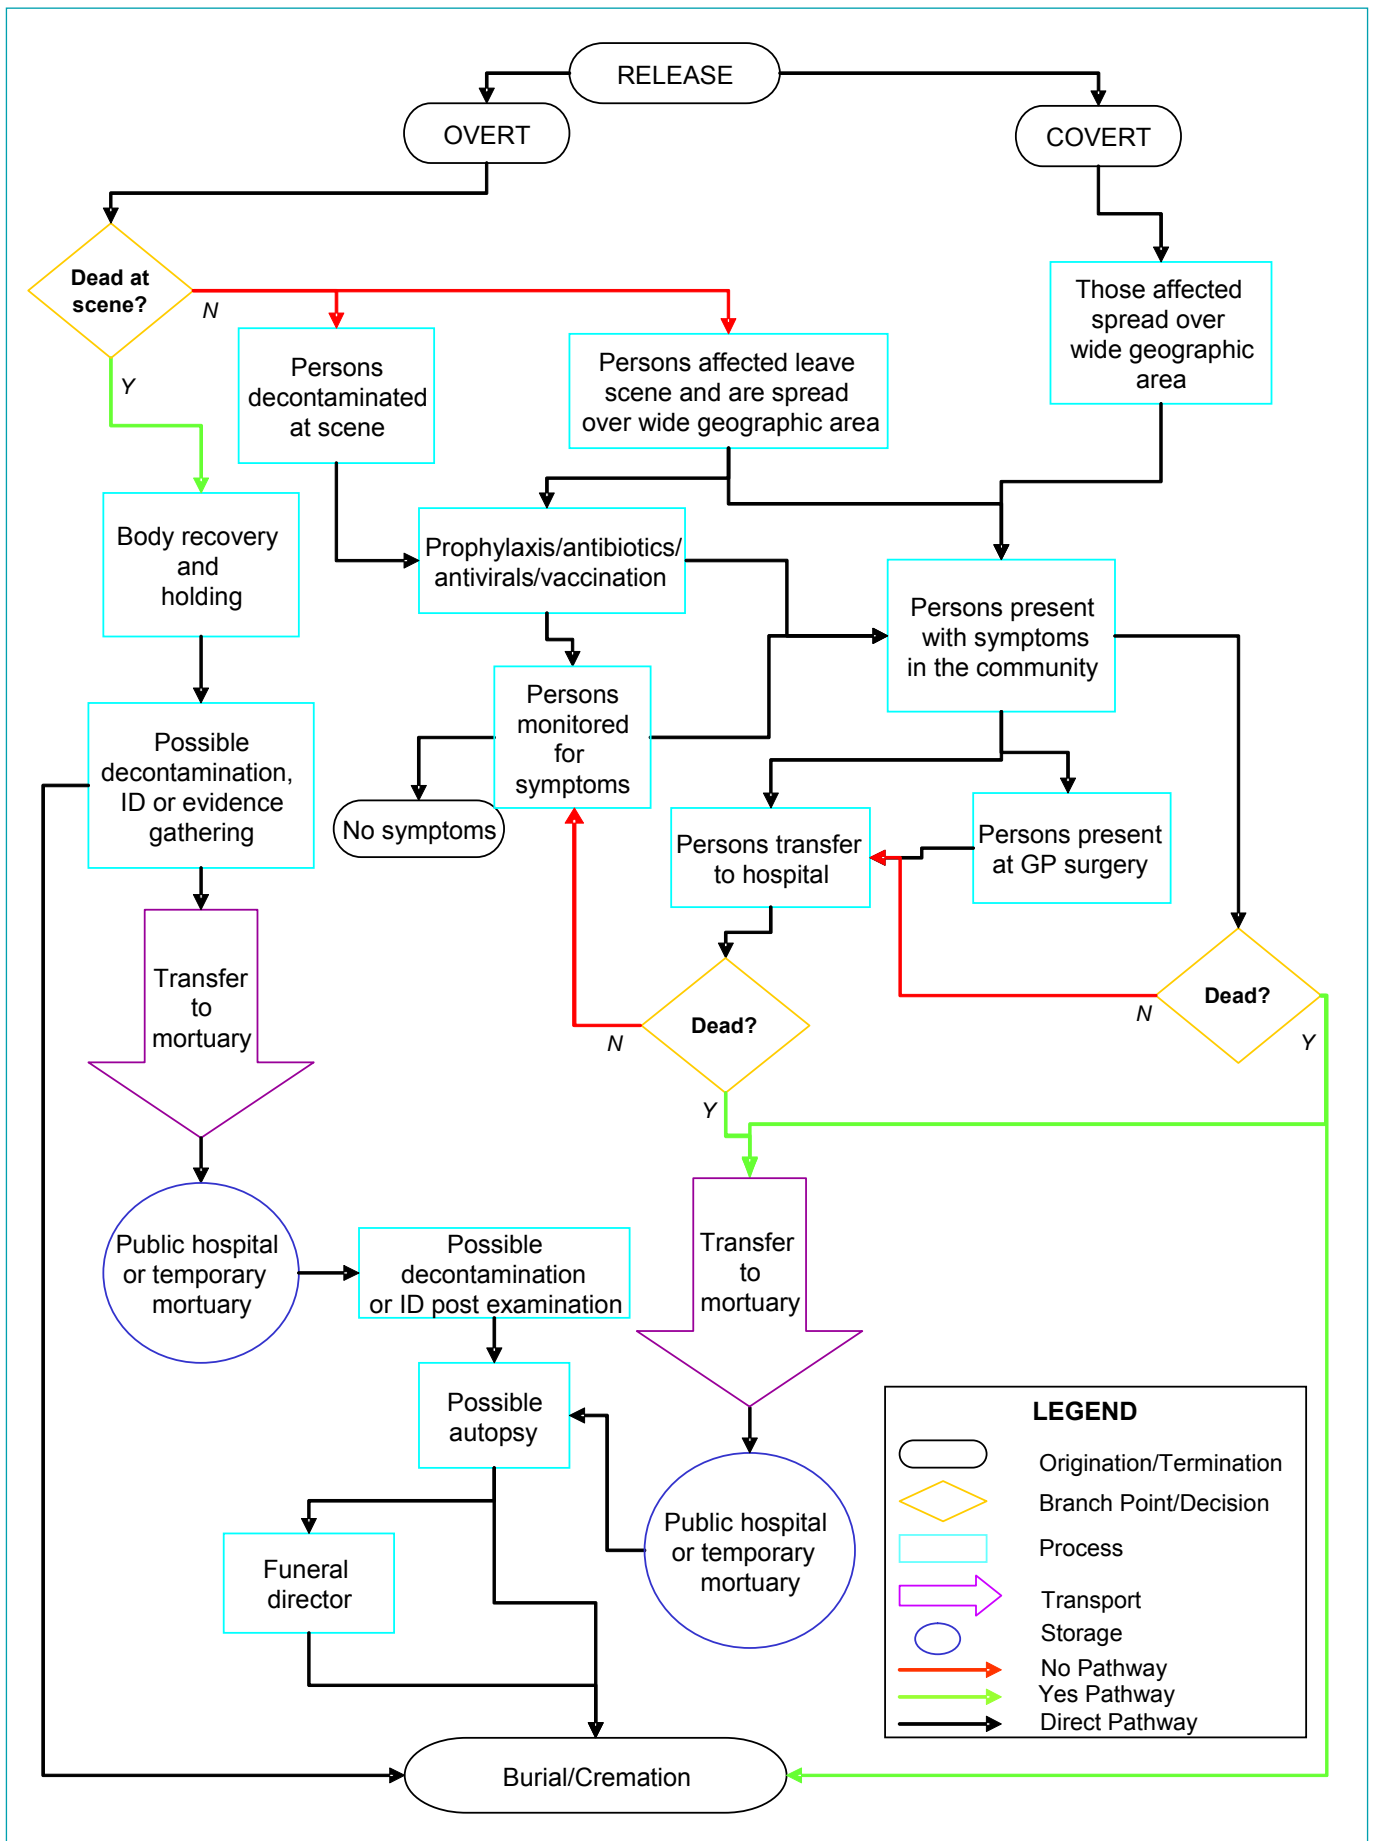 RELEASE
OVERT
COVERT
Dead at
scene?
N
Y
Persons
decontaminated
at scene
Persons affected leave
scene and are spread
over wide geographic area
Those affected
spread over
wide geographic
area
Body recovery
and
holding
Prophylaxis/antibiotics/
antivirals/vaccination
Persons present
with symptoms
in the community
Persons
monitored
for
symptoms
Possible
decontamination,
ID or evidence
gathering
No symptoms
Persons transfer
to hospital
Persons present
at GP surgery
Transfer
to
mortuary
Dead?
N
Y
Dead?
N
Y
Public hospital
or temporary
mortuary
Possible
decontamination
or ID post examination
Transfer
to
mortuary
Possible
autopsy
Public hospital
or temporary
mortuary
Funeral
director
Burial/Cremation
LEGEND
Origination/Termination
Branch Point/Decision
Process
Transport
Storage
No Pathway
Yes Pathway
Direct Pathway